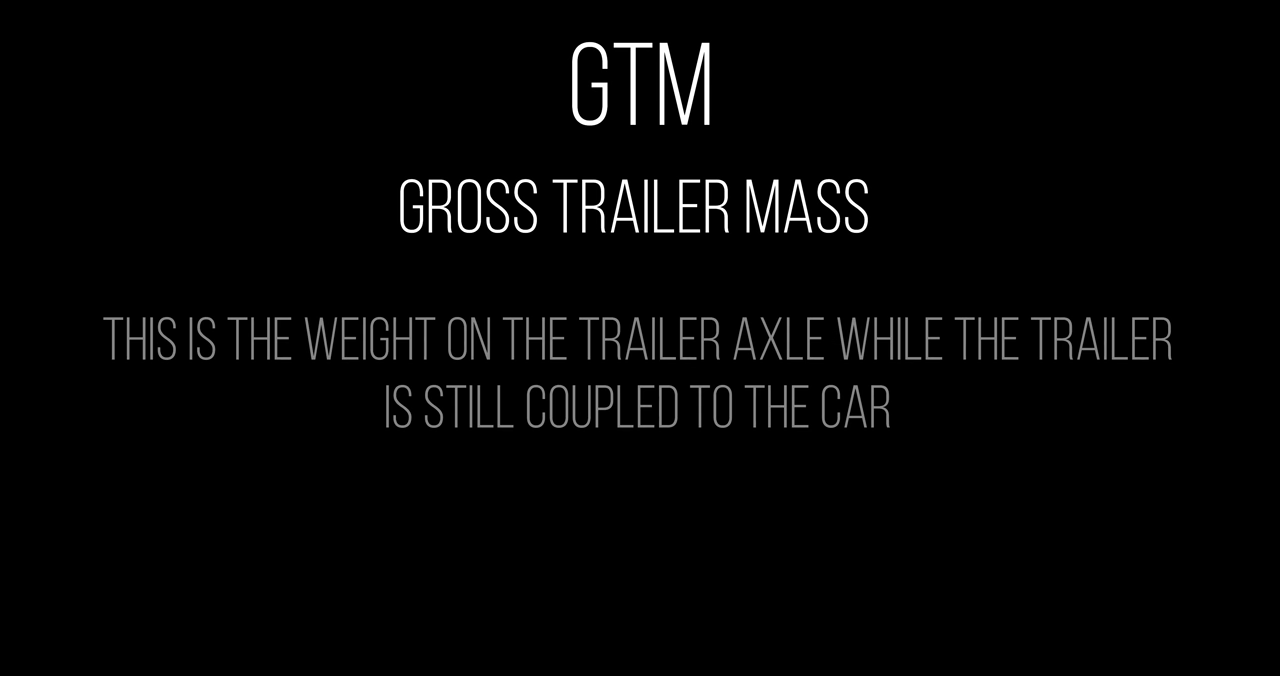 GTM
GROSS TRAILER MASS
THIS IS THE WEIGHT ON THE TRAILER AXLE WHILE THE TRAILER
IS STILL COUPLED TO THE CAR